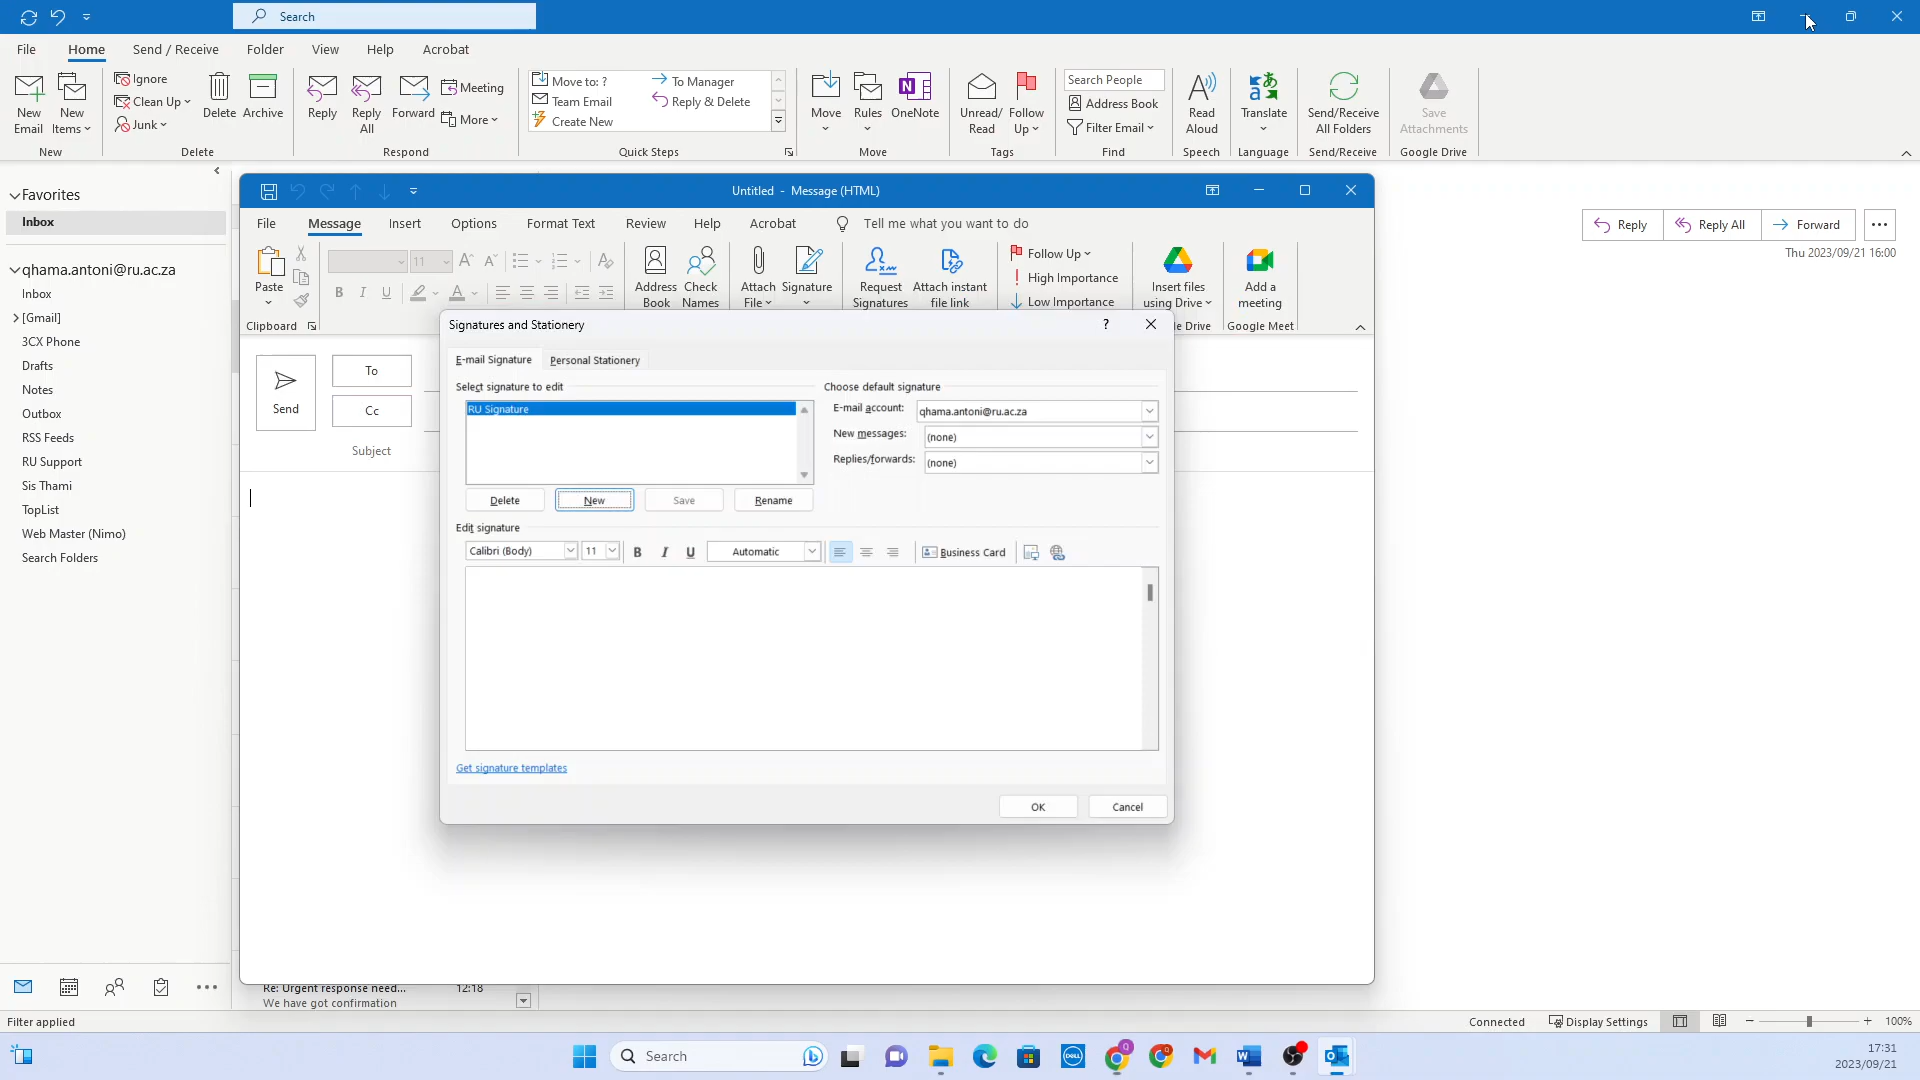 Search
File Home Send / Receive Folder View Help Acrobat
New Email
New Items
Ignore
Clean Up
Junk
Delete
Archive
Reply
Reply All
Forward
Meeting
More
Move to: ?
Team Email
Create New
To Manager
Reply & Delete
Move
Rules
OneNote
Unread/ Read
Follow Up
Search People
Address Book
Filter Email
Read Aloud
Translate
Send/Receive All Folders
Save Attachments
New
Delete
Respond
Quick Steps
Move
Tags
Find
Speech
Language
Send/Receive
Google Drive
Favorites
Inbox
qhama.antoni@ru.ac.za
Inbox
[Gmail]
3CX Phone
Drafts
Notes
Outbox
RSS Feeds
RU Support
Sis Thami
TopList
Web Master (Nimo)
Search Folders
Untitled - Message (HTML)
File Message Insert Options Format Text Review Help Acrobat Tell me what you want to do
Paste
11
Address Book
Check Names
Attach File
Signature
Request Signatures
Attach instant file link
Follow Up
High Importance
Low Importance
Insert files using Drive
Add a meeting
Clipboard
le Drive
Google Meet
Send
To
Cc
Subject
Signatures and Stationery
?
E-mail Signature
Personal Stationery
Select signature to edit
RU Signature
Delete
New
Save
Rename
Choose default signature
E-mail account: qhama.antoni@ru.ac.za
New messages: (none)
Replies/forwards: (none)
Edit signature
Calibri (Body) 11 B I U Automatic Business Card
Get signature templates
OK
Cancel
Reply
Reply All
Forward
Thu 2023/09/21 16:00
Re: Urgent response need... 12:18
We have got confirmation
Filter applied
Connected
Display Settings
100%
Search
DELL
17:31
2023/09/21